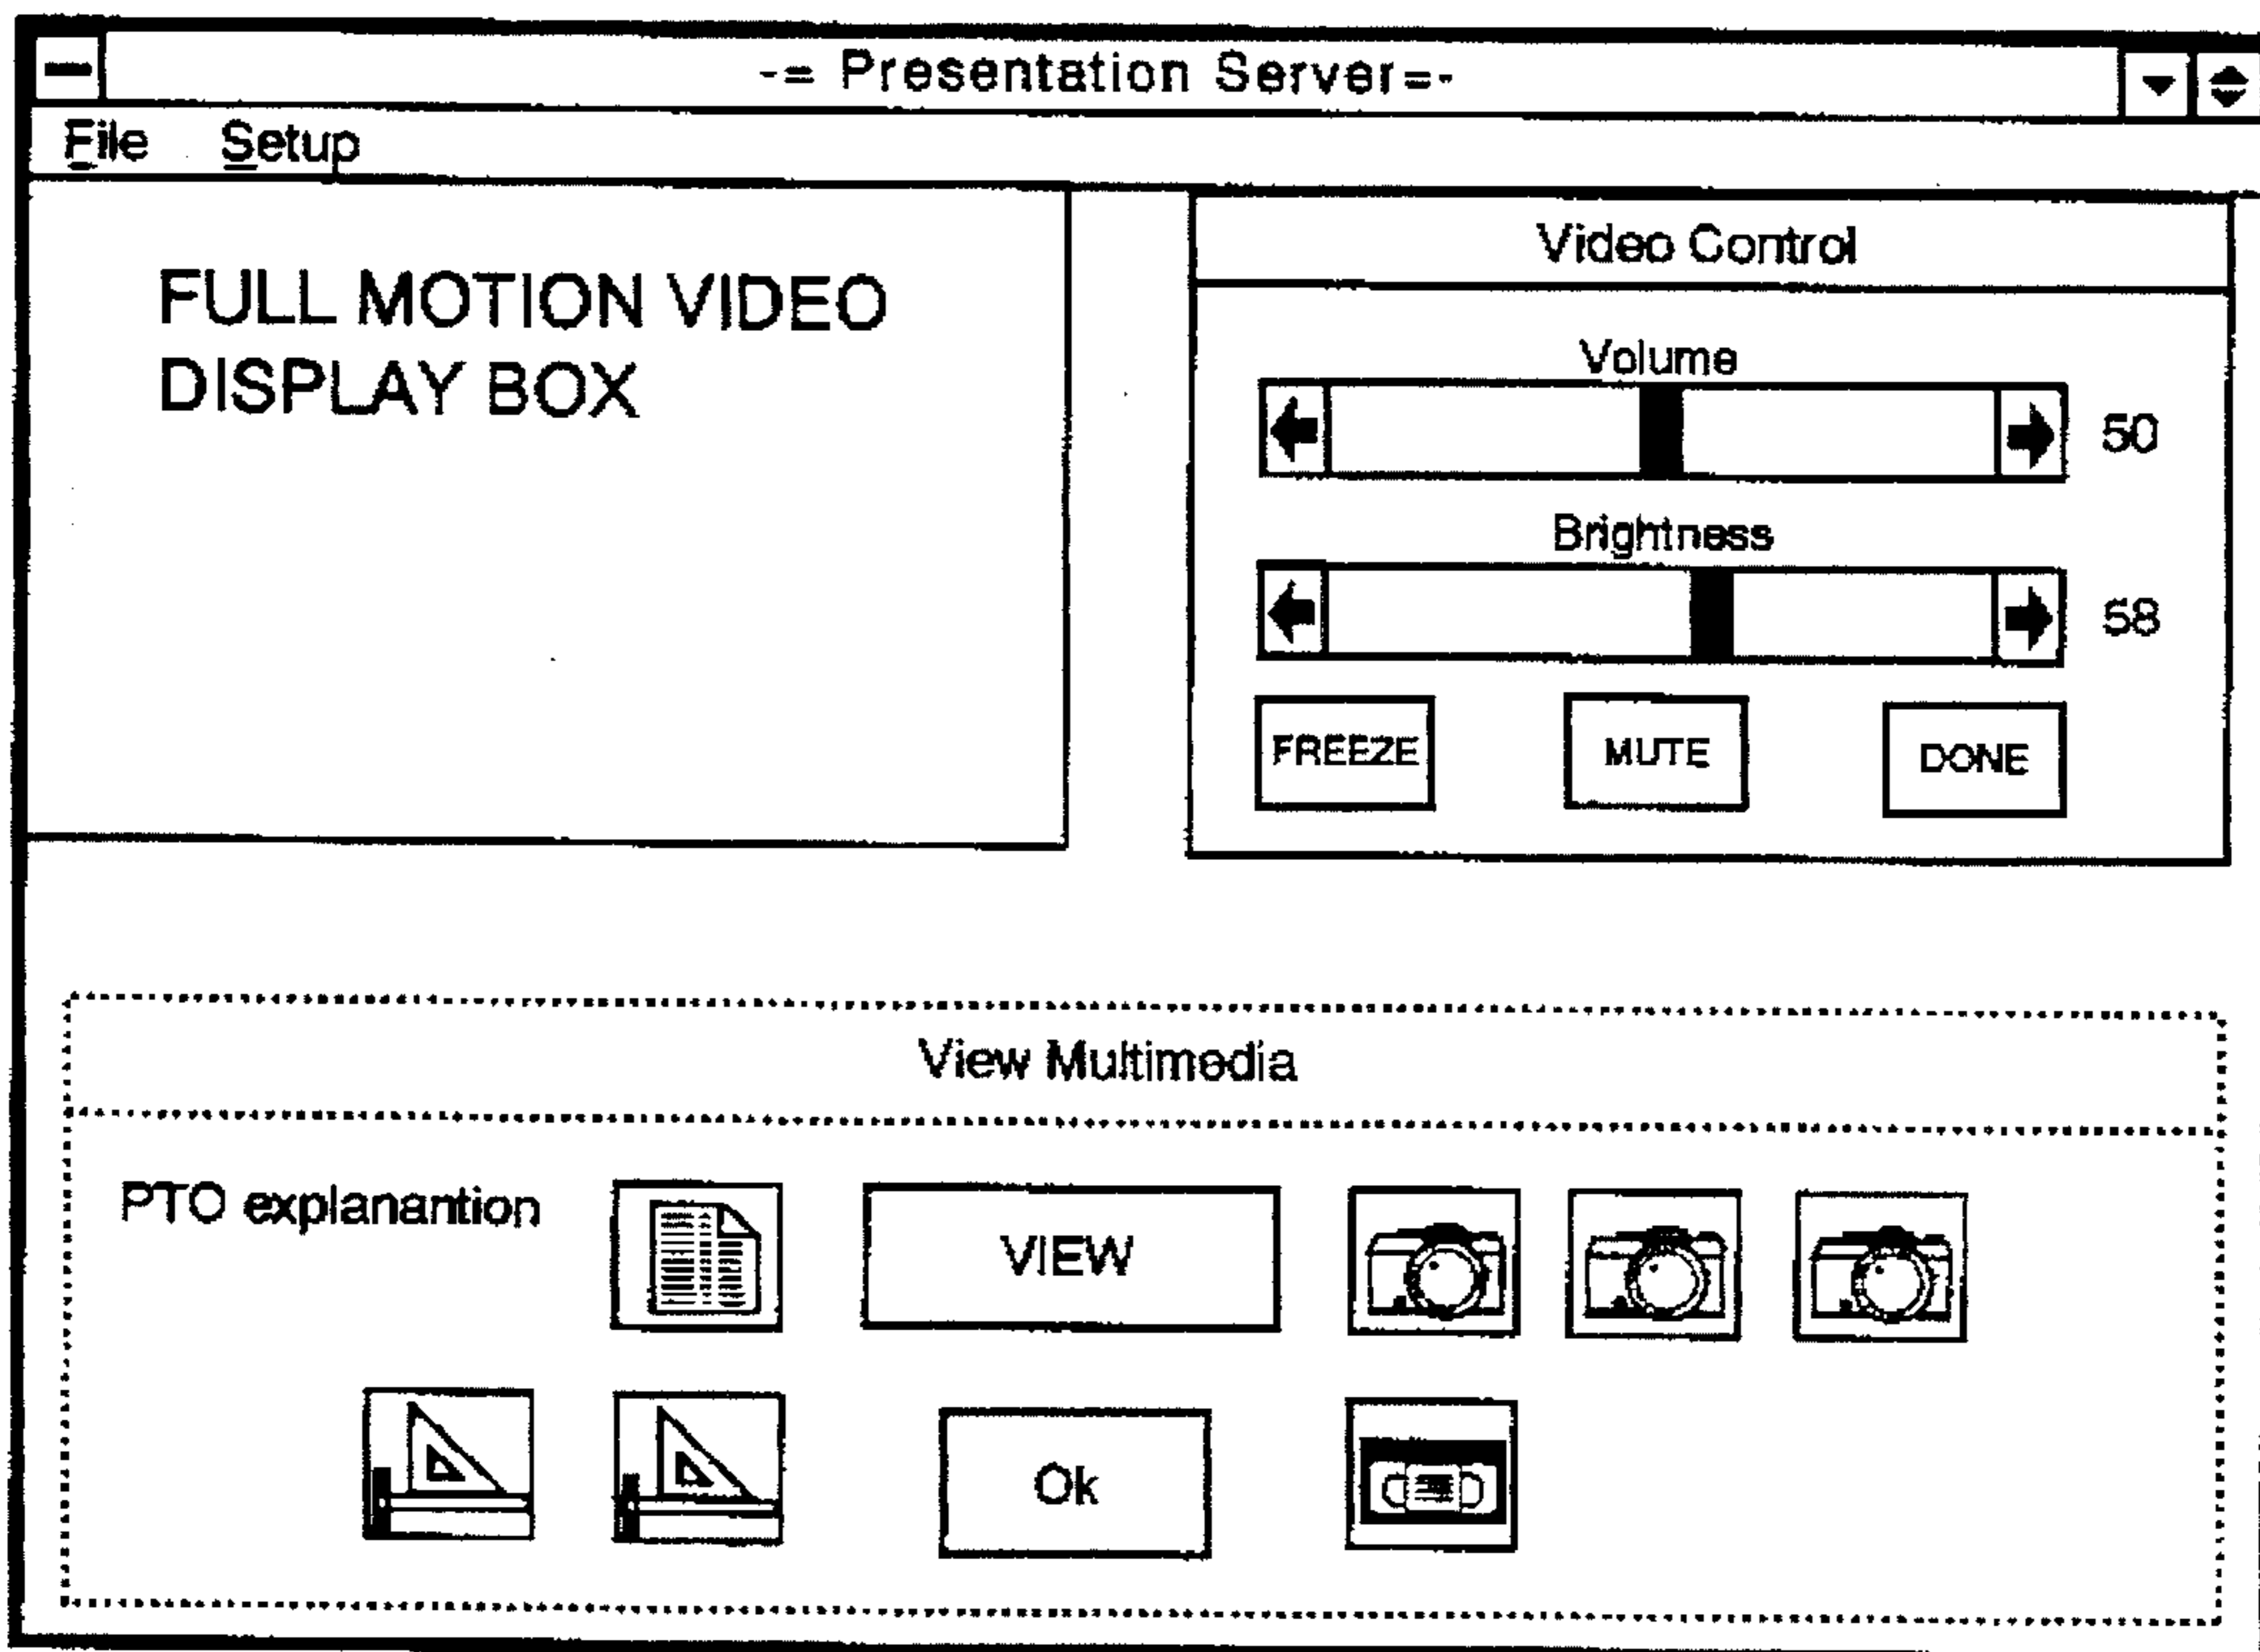 -= Presentation Server=-
File Setup
FULL MOTION VIDEO
DISPLAY BOX
Video Control
Volume
50
Brightness
58
FREEZE MUTE DONE
View Multimedia
PTO explanantion
VIEW
Ok